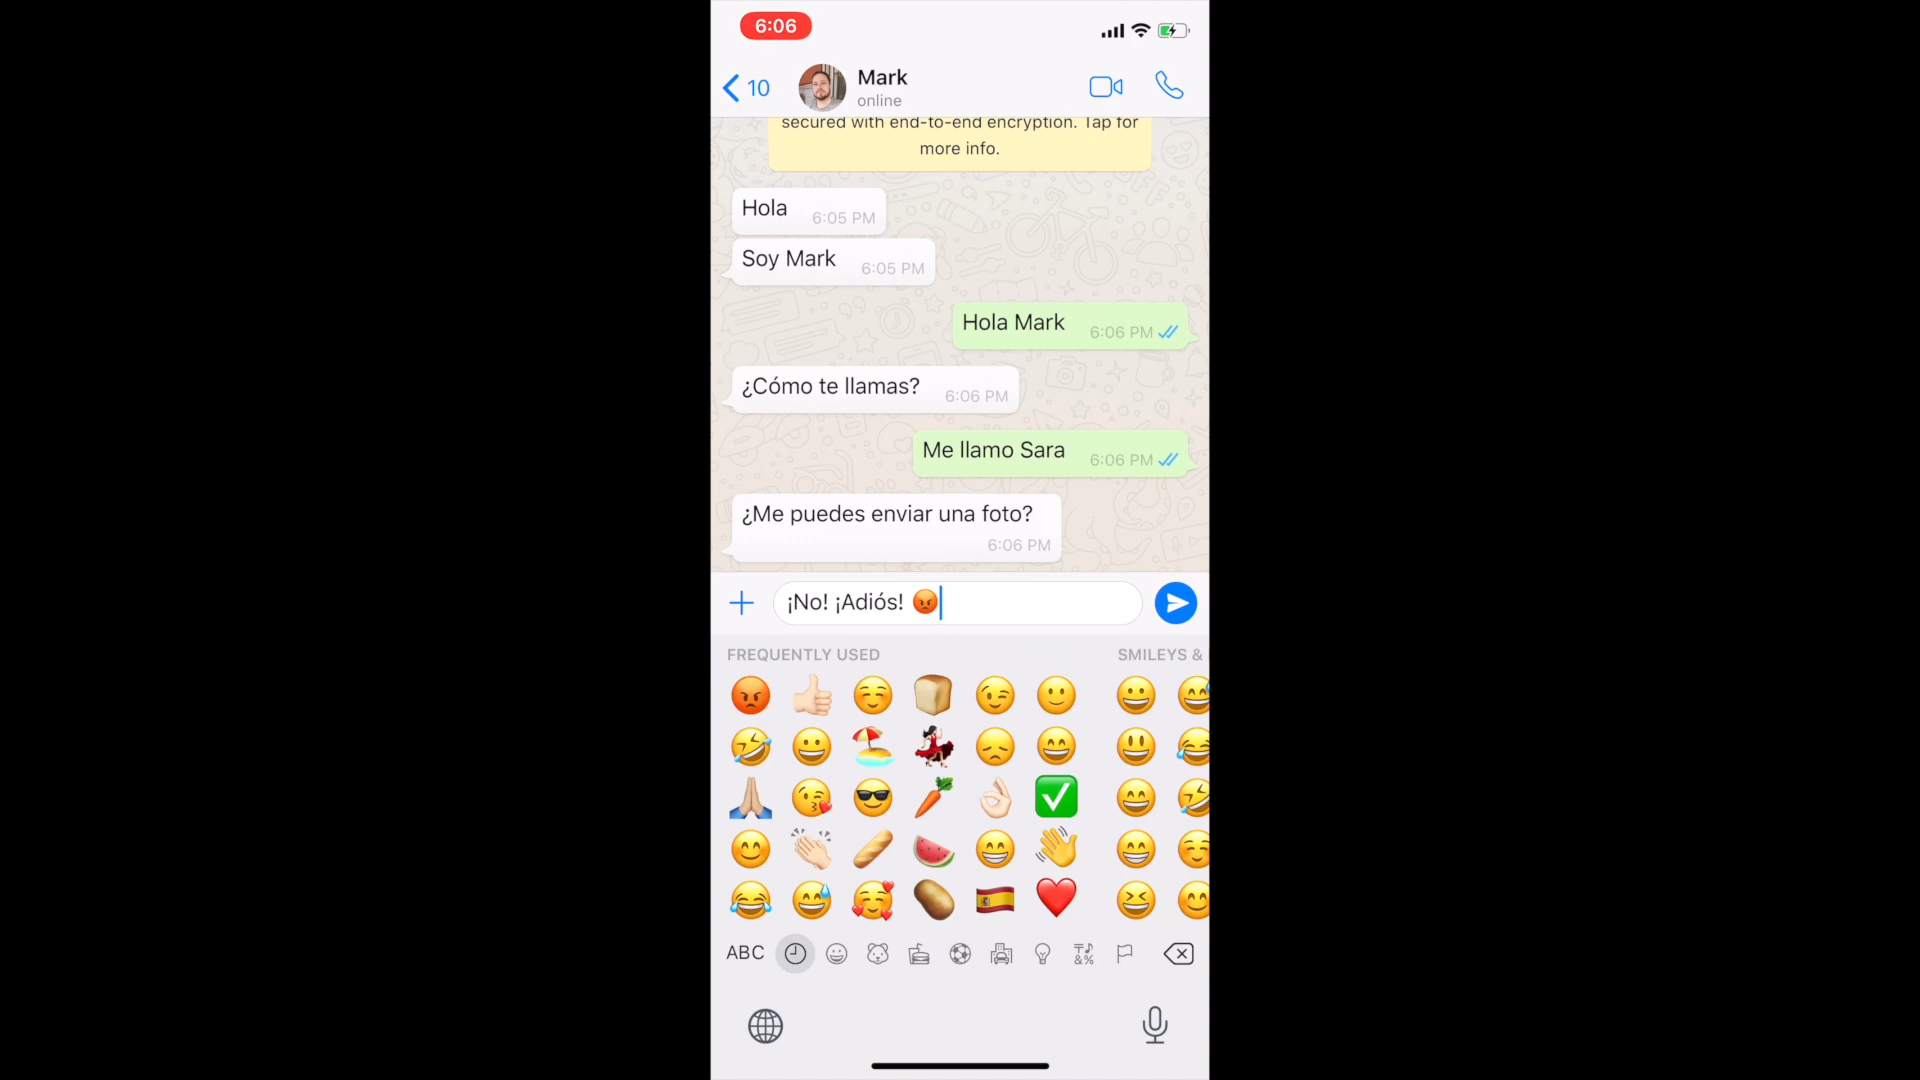 6:06
10
Mark
online
secured with end-to-end encryption. Tap for
more info.
Hola 6:05 PM
Soy Mark 6:05 PM
Hola Mark 6:06 PM
¿Cómo te llamas? 6:06 PM
Me llamo Sara 6:06 PM
¿Me puedes enviar una foto?
6:06 PM
¡No! ¡Adiós! 😡
FREQUENTLY USED SMILEYS &
ABC